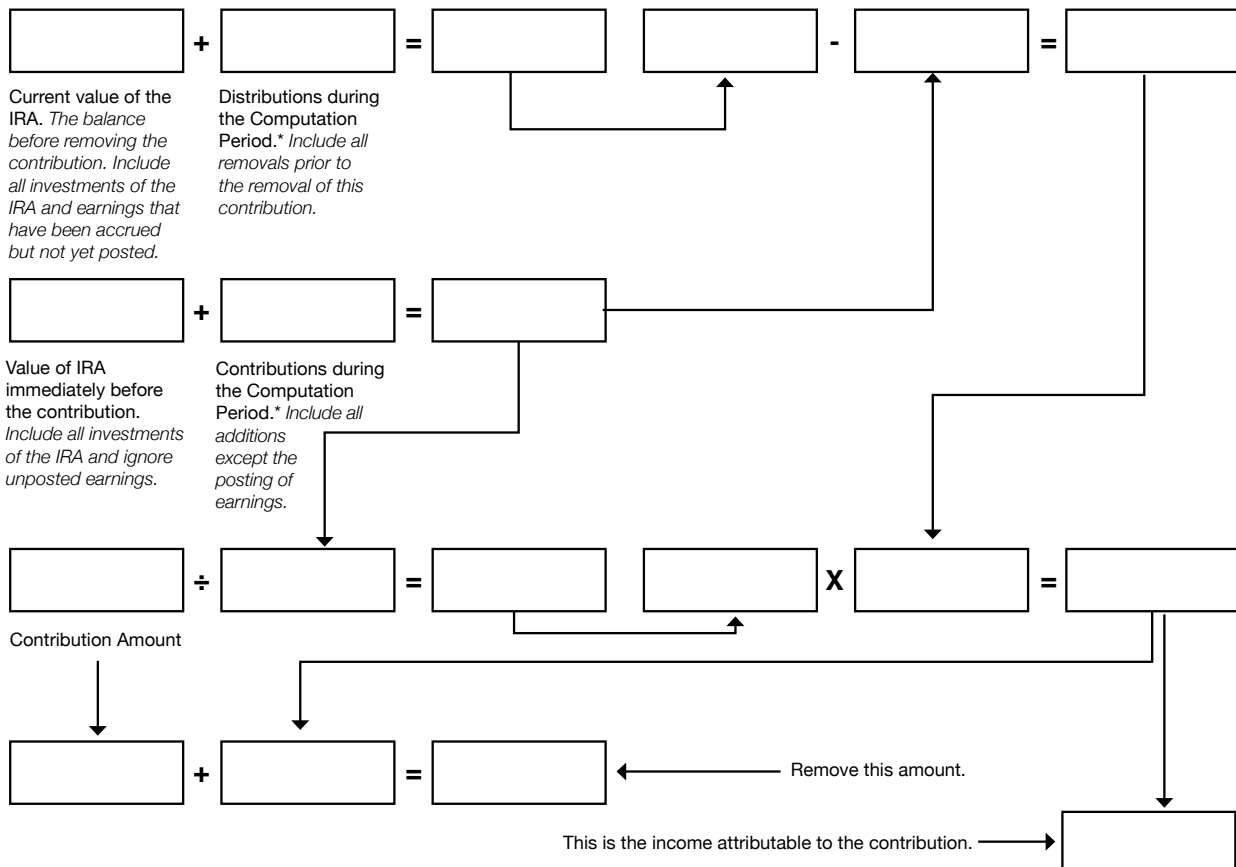 + = - =
Current value of the
IRA. The balance
before removing the
contribution. Include
all investments of the
IRA and earnings that
have been accrued
but not yet posted.
Distributions during
the Computation
Period.* Include all
removals prior to
the removal of this
contribution.
+ =
Value of IRA
immediately before
the contribution.
Include all investments
of the IRA and ignore
unposted earnings.
Contributions during
the Computation
Period.* Include all
additions
except the
posting of
earnings.
÷ = X =
Contribution Amount
+ =
Remove this amount.
This is the income attributable to the contribution.